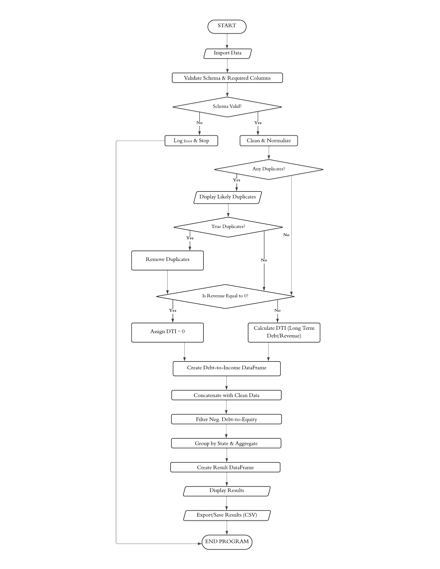 START
Import Data
Validate Schema & Required Columns
Schema Valid?
No
Yes
Log Error & Stop
Clean & Normalize
Any Duplicates?
Yes
Display Likely Duplicates
True Duplicates?
Yes
No
No
Remove Duplicates
Is Revenue Equal to 0?
Yes
No
Assign DTI = 0
Calculate DTI (Long Term
Debt/Revenue)
Create Debt-to-Income DataFrame
Concatenate with Clean Data
Filter Neg. Debt-to-Equity
Group by State & Aggregate
Create Result DataFrame
Display Results
Export/Save Results (CSV)
END PROGRAM